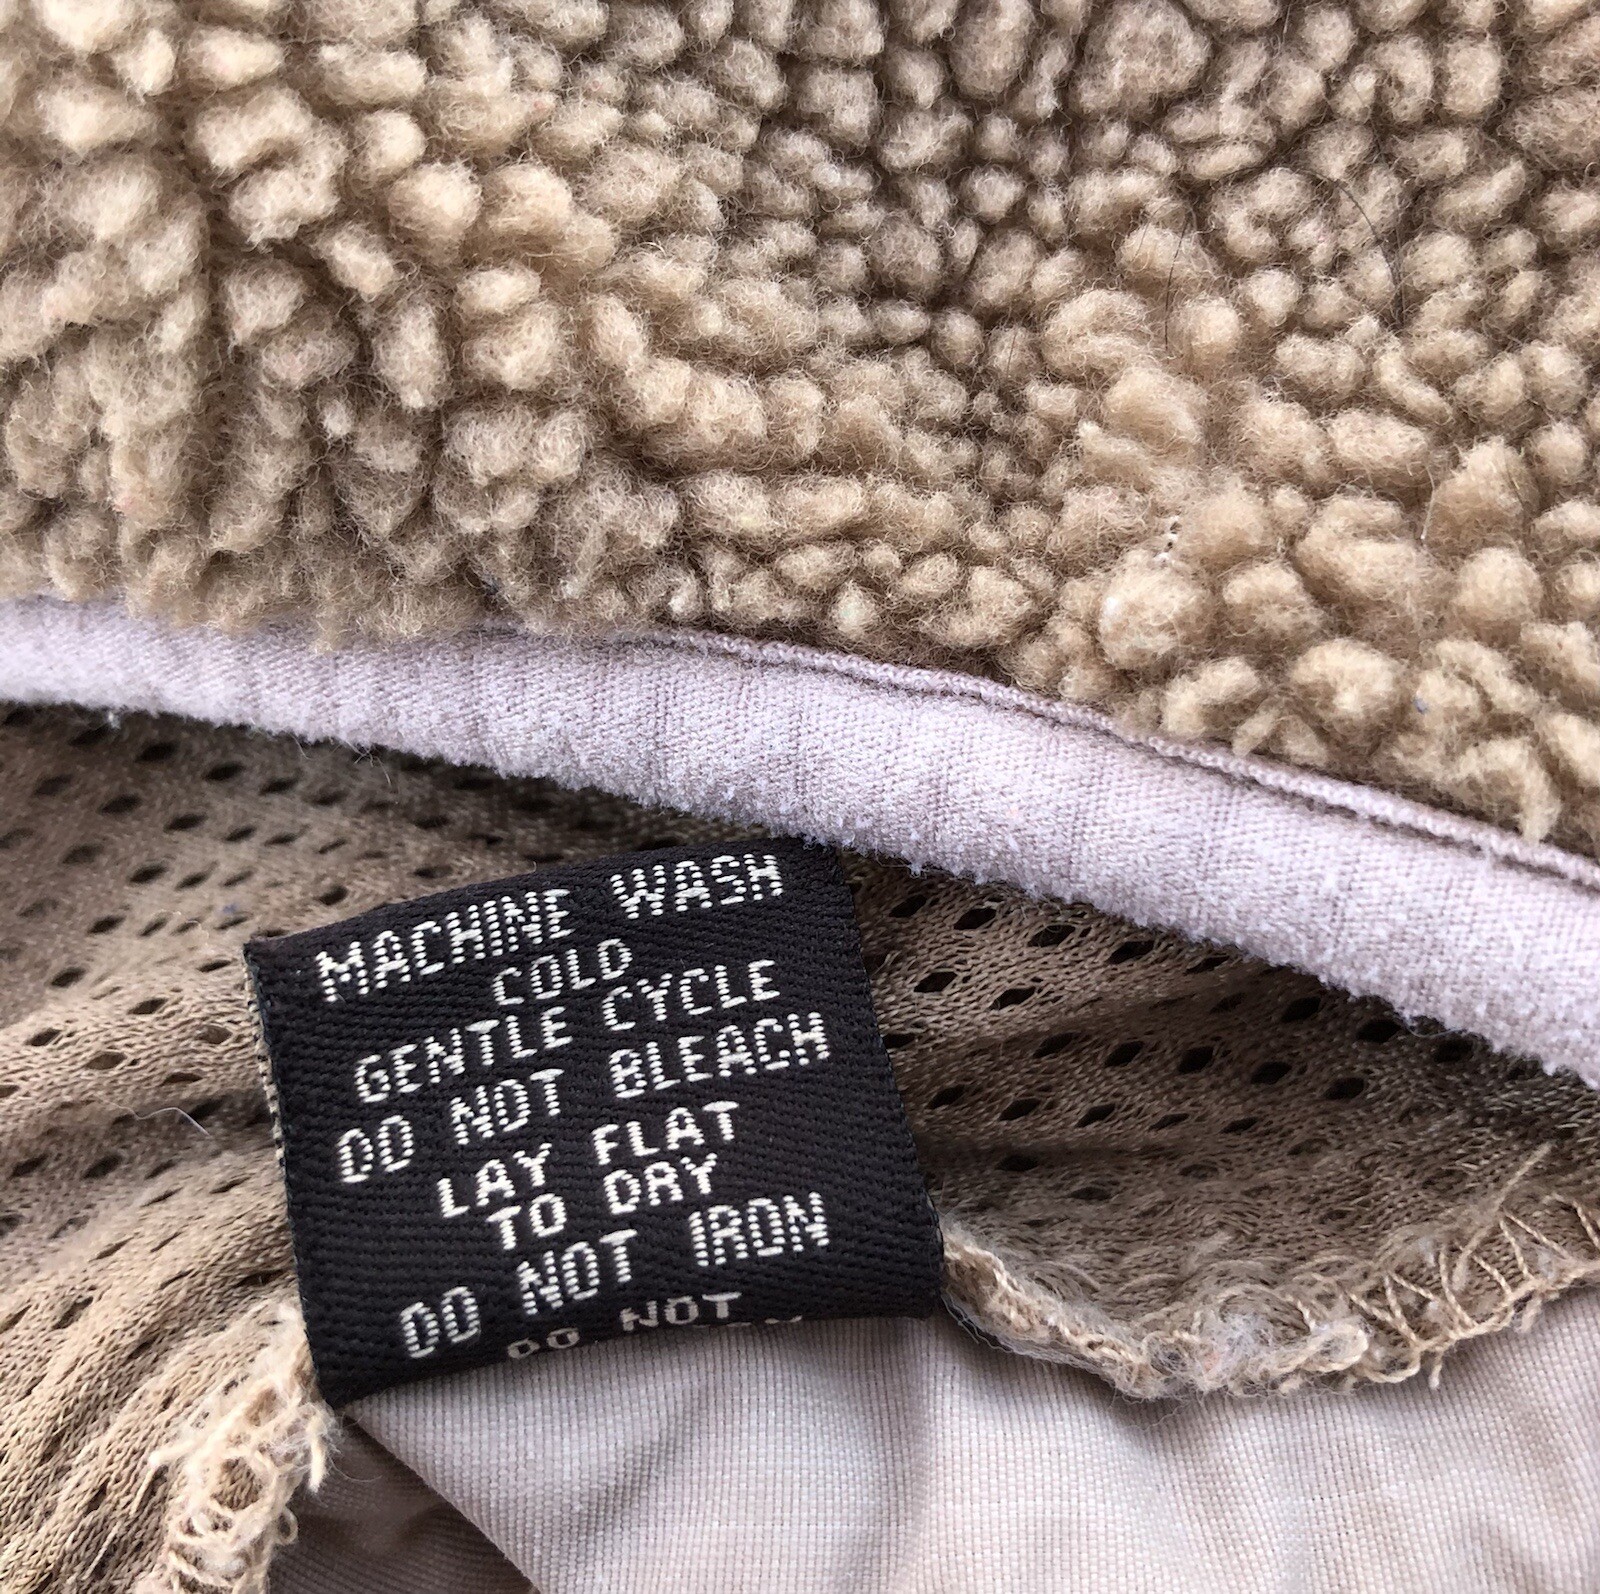 MACHINE WASH
COLD
GENTLE CYCLE
DO NOT BLEACH
LAY FLAT
TO DRY
DO NOT IRON
DO NOT